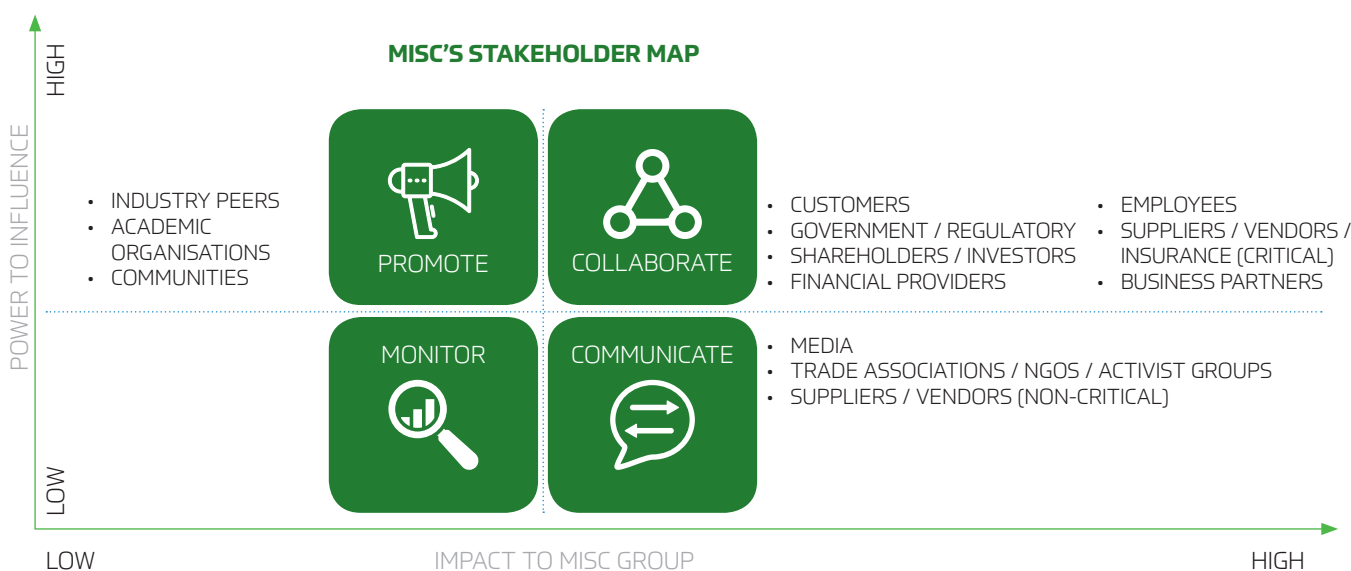 MISC'S STAKEHOLDER MAP
HIGH
POWER TO INFLUENCE
• INDUSTRY PEERS
• ACADEMIC
ORGANISATIONS
• COMMUNITIES
PROMOTE
COLLABORATE
• CUSTOMERS
• GOVERNMENT / REGULATORY
• SHAREHOLDERS / INVESTORS
• FINANCIAL PROVIDERS
• EMPLOYEES
• SUPPLIERS / VENDORS /
INSURANCE (CRITICAL)
• BUSINESS PARTNERS
MONITOR
COMMUNICATE
• MEDIA
• TRADE ASSOCIATIONS / NGOS / ACTIVIST GROUPS
• SUPPLIERS / VENDORS (NON-CRITICAL)
LOW
LOW
IMPACT TO MISC GROUP
HIGH